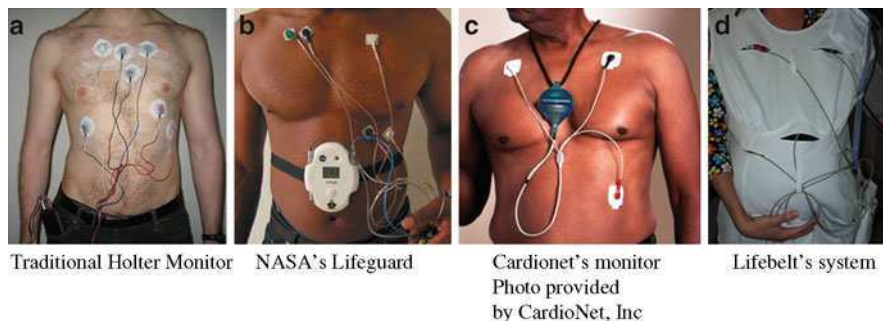 a
b
c
d
Traditional Holter Monitor
NASA's Lifeguard
Cardionet's monitor
Photo provided
by CardioNet, Inc
Lifebelt's system